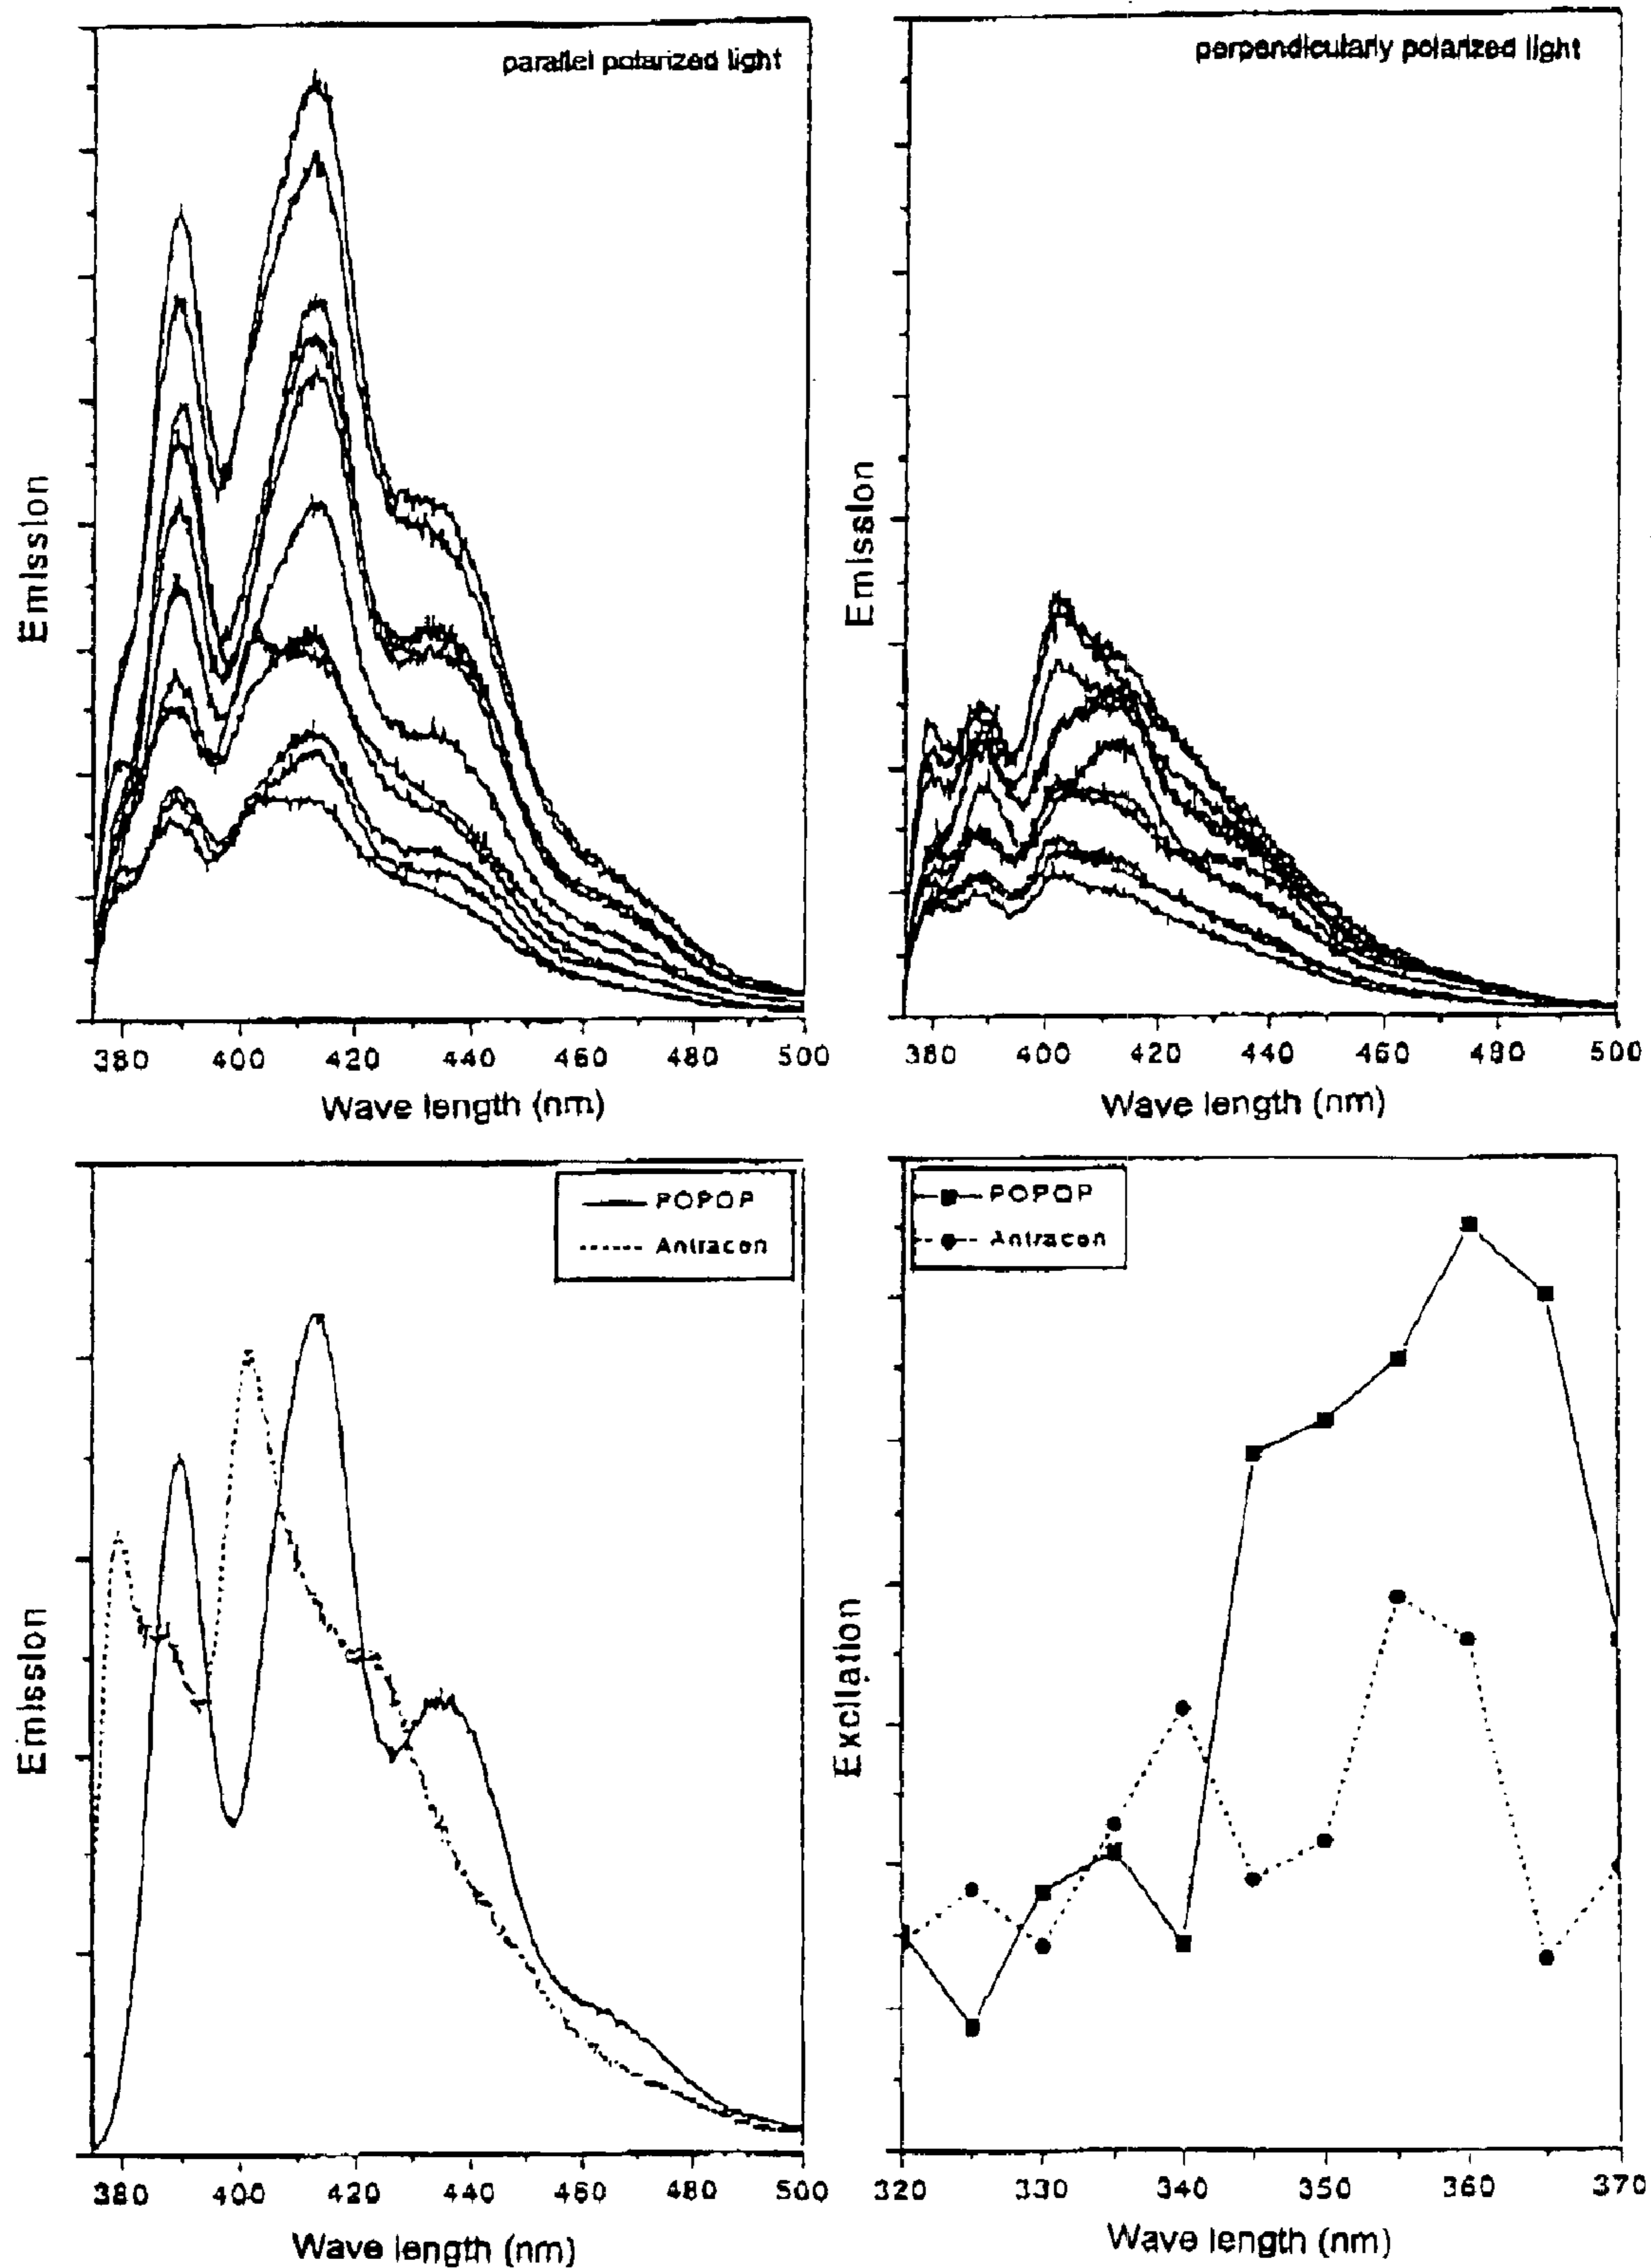 parallel polarized light
Emission
380 400 420 440 460 480 500
Wave length (nm)
perpendicularly polarized light
Emission
380 400 420 440 460 480 500
Wave length (nm)
POPOP
Antracen
Emission
380 400 420 440 460 480 500
Wave length (nm)
POPOP
Antracen
Excitation
320 330 340 350 360 370
Wave length (nm)